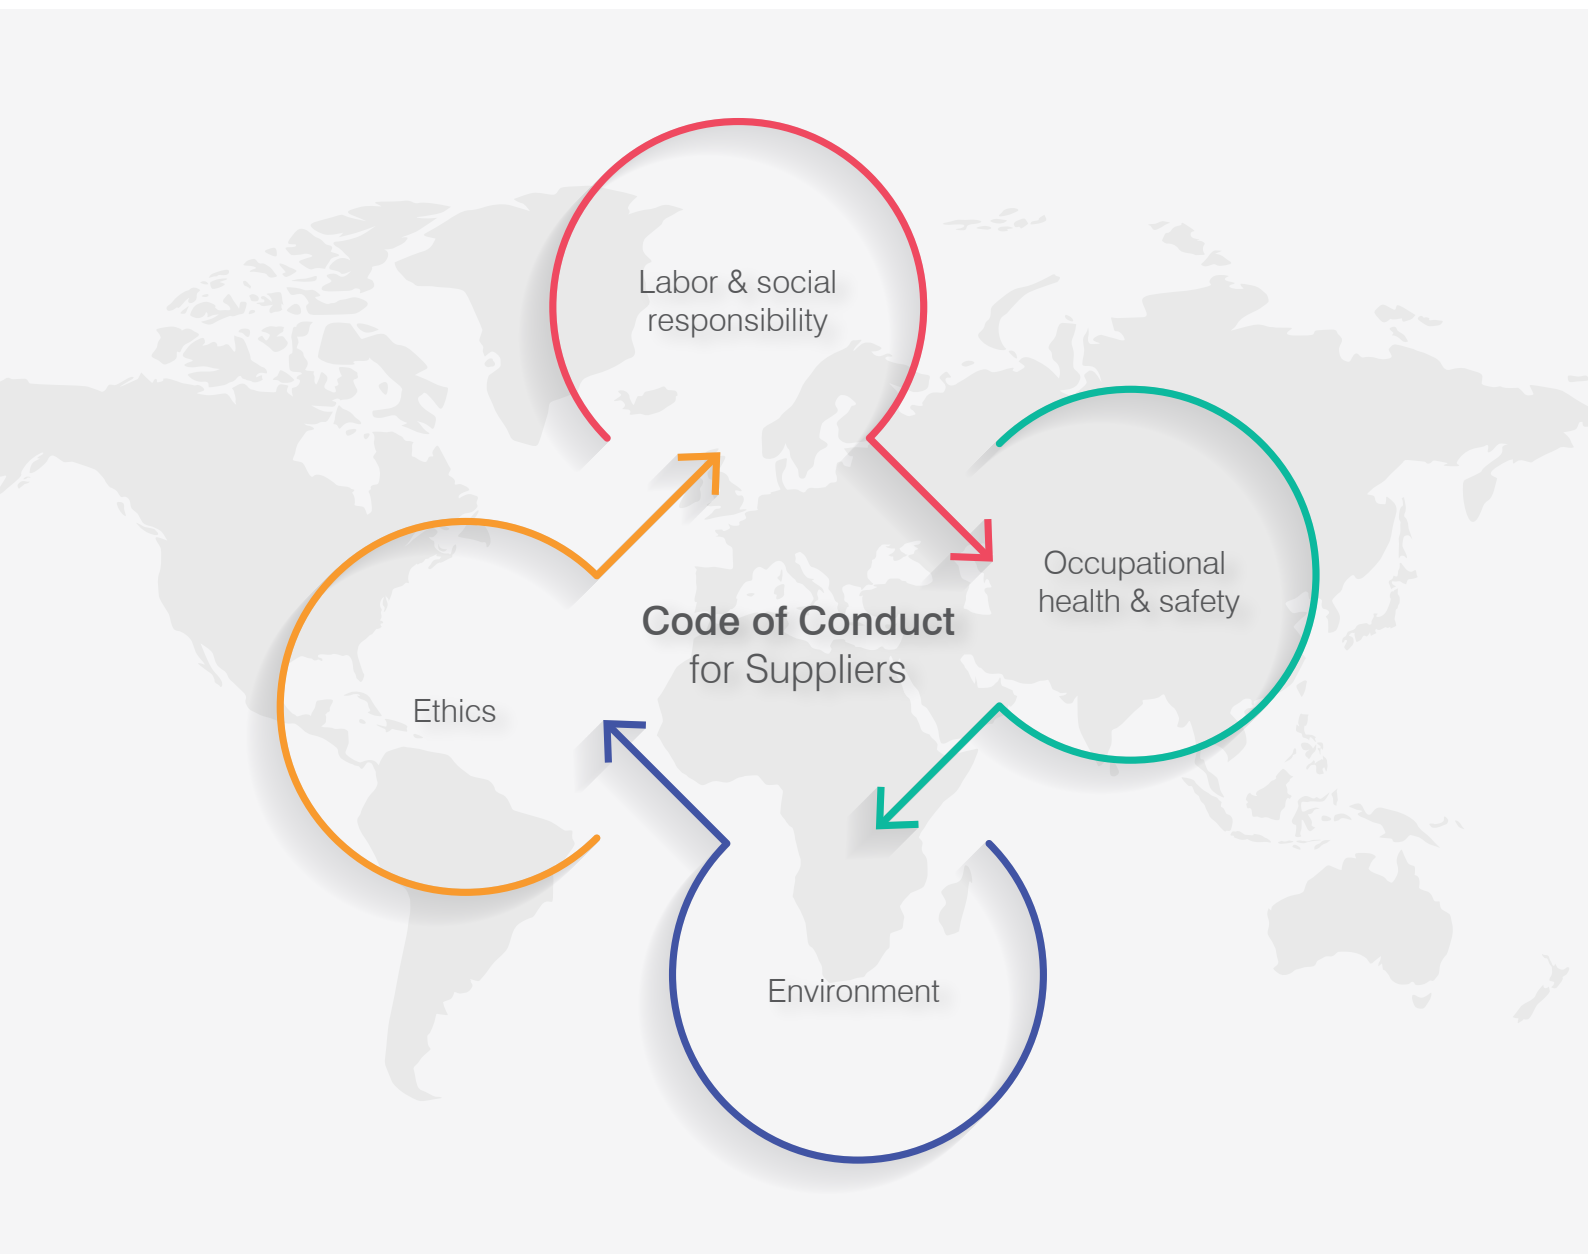 Labor & social
responsibility
Occupational
health & safety
Code of Conduct
for Suppliers
Ethics
Environment